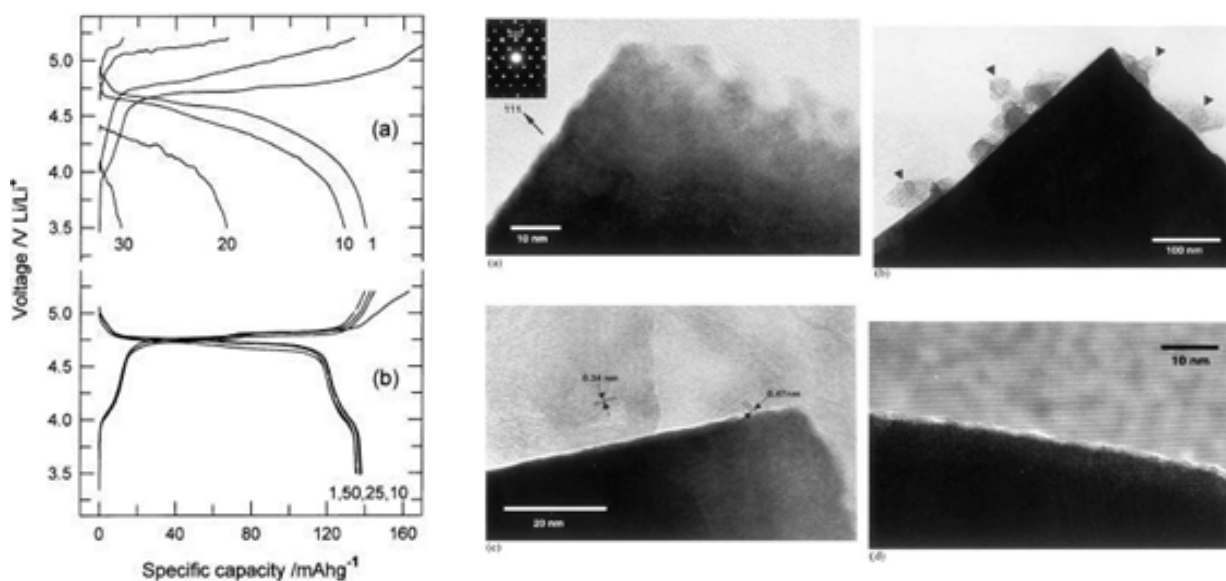 Voltage /V Li/Li⁺
5.0
4.5
4.0
3.5
(a)
30
20
10
1
5.0
4.5
4.0
3.5
(b)
1,50,25,10
0
40
80
120
160
Specific capacity /mAhg⁻¹
111
10 nm
(a)
100 nm
(b)
0.34 nm
0.47nm
20 nm
(c)
10 nm
(d)